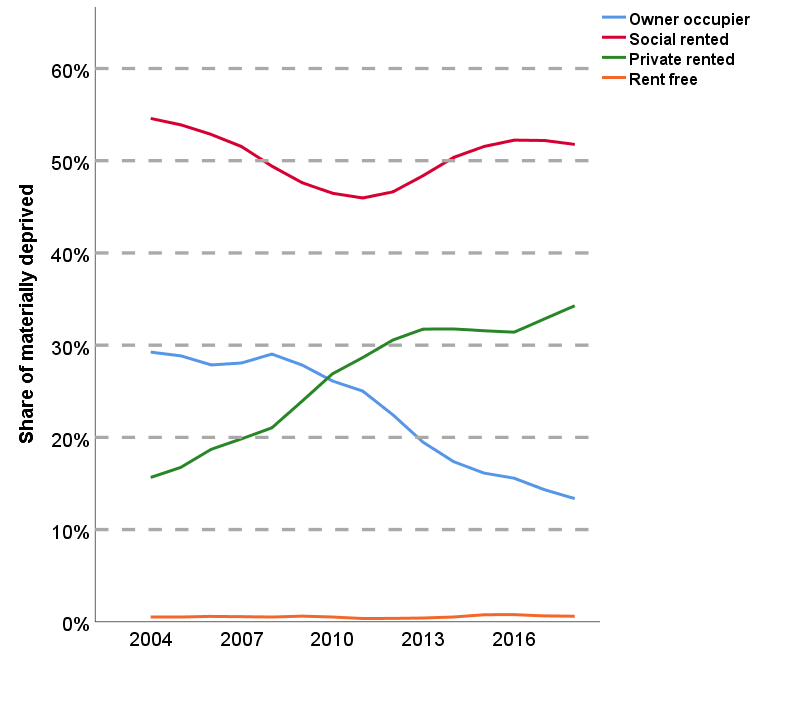 Owner occupier
Social rented
Private rented
Rent free
Share of materially deprived
60%
50%
40%
30%
20%
10%
0%
2004 2007 2010 2013 2016